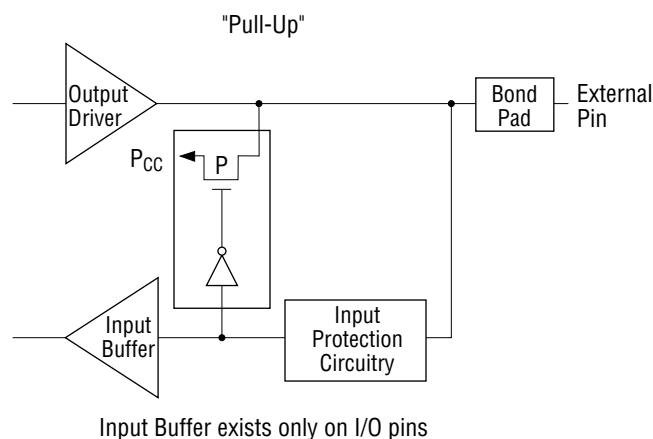 "Pull-Up"
Output
Driver
Bond
Pad
External
Pin
PCC
P
Input
Buffer
Input
Protection
Circuitry
Input Buffer exists only on I/O pins